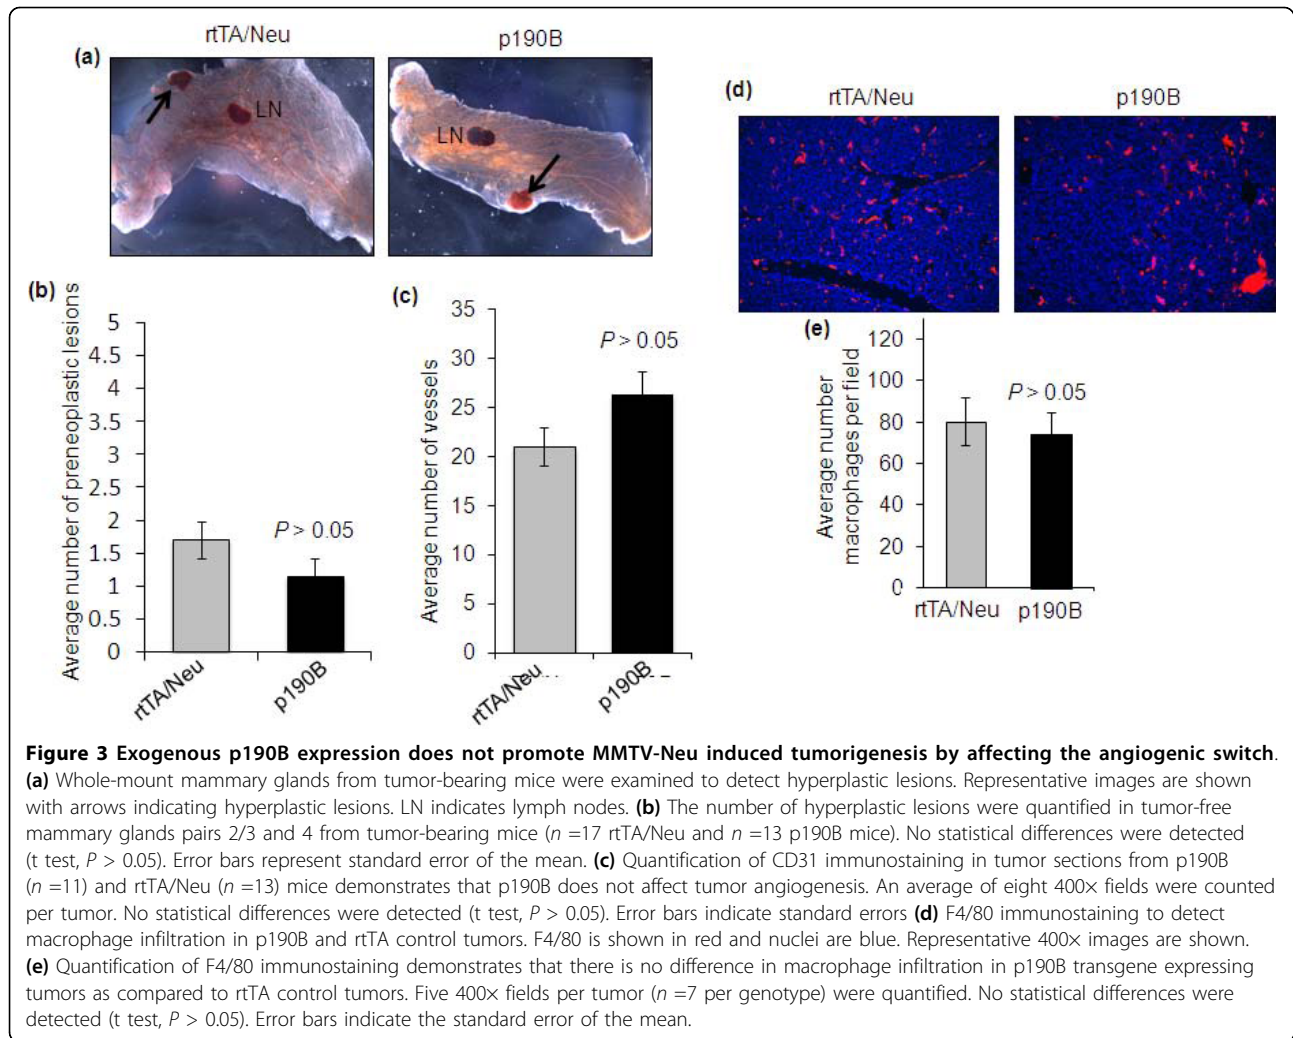 rtTA/Neu
p190B
(a)
LN
LN
(d)
rtTA/Neu
p190B
(b)
Average number of preneoplastic lesions
5
4.5
4
3.5
3
2.5
2
1.5
1
0.5
0
P > 0.05
rtTA/Neu
p190B
(c)
Average number of vessels
35
30
25
20
15
10
5
0
P > 0.05
rtTA/Neu
p190B
(e)
Average number
macrophages per field
120
100
80
60
40
20
0
P > 0.05
rtTA/Neu
p190B
Figure 3 Exogenous p190B expression does not promote MMTV-Neu induced tumorigenesis by affecting the angiogenic switch.
(a) Whole-mount mammary glands from tumor-bearing mice were examined to detect hyperplastic lesions. Representative images are shown
with arrows indicating hyperplastic lesions. LN indicates lymph nodes. (b) The number of hyperplastic lesions were quantified in tumor-free
mammary glands pairs 2/3 and 4 from tumor-bearing mice (n =17 rtTA/Neu and n =13 p190B mice). No statistical differences were detected
(t test, P > 0.05). Error bars represent standard error of the mean. (c) Quantification of CD31 immunostaining in tumor sections from p190B
(n =11) and rtTA/Neu (n =13) mice demonstrates that p190B does not affect tumor angiogenesis. An average of eight 400× fields were counted
per tumor. No statistical differences were detected (t test, P > 0.05). Error bars indicate standard errors (d) F4/80 immunostaining to detect
macrophage infiltration in p190B and rtTA control tumors. F4/80 is shown in red and nuclei are blue. Representative 400× images are shown.
(e) Quantification of F4/80 immunostaining demonstrates that there is no difference in macrophage infiltration in p190B transgene expressing
tumors as compared to rtTA control tumors. Five 400× fields per tumor (n =7 per genotype) were quantified. No statistical differences were
detected (t test, P > 0.05). Error bars indicate the standard error of the mean.